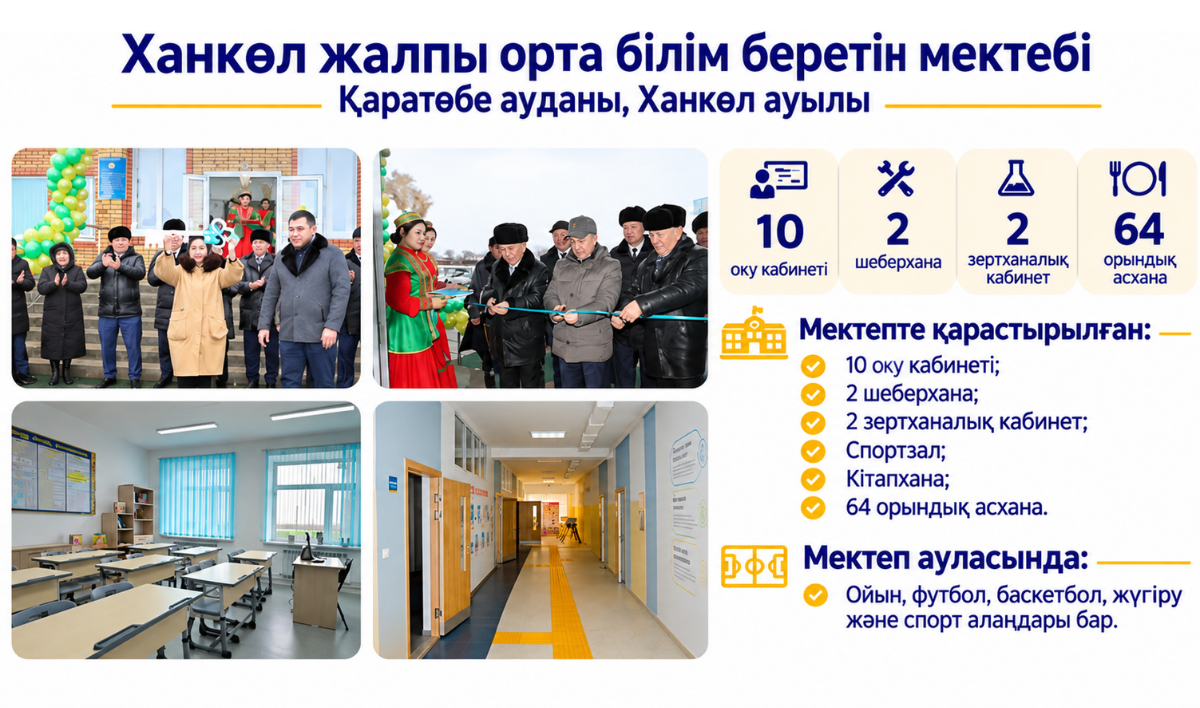 Ханкөл жалпы орта білім беретін мектебі
Қаратөбе ауданы, Ханкөл ауылы
10
оку кабинеті
2
шеберхана
2
зертханалық
кабинет
64
орындық
асхана
Мектепте қарастырылған:
10 оку кабинеті;
2 шеберхана;
2 зертханалық кабинет;
Спортзал;
Кітапхана;
64 орындық асхана.
Мектеп ауласында:
Ойын, футбол, баскетбол, жүгіру
және спорт алаңдары бар.